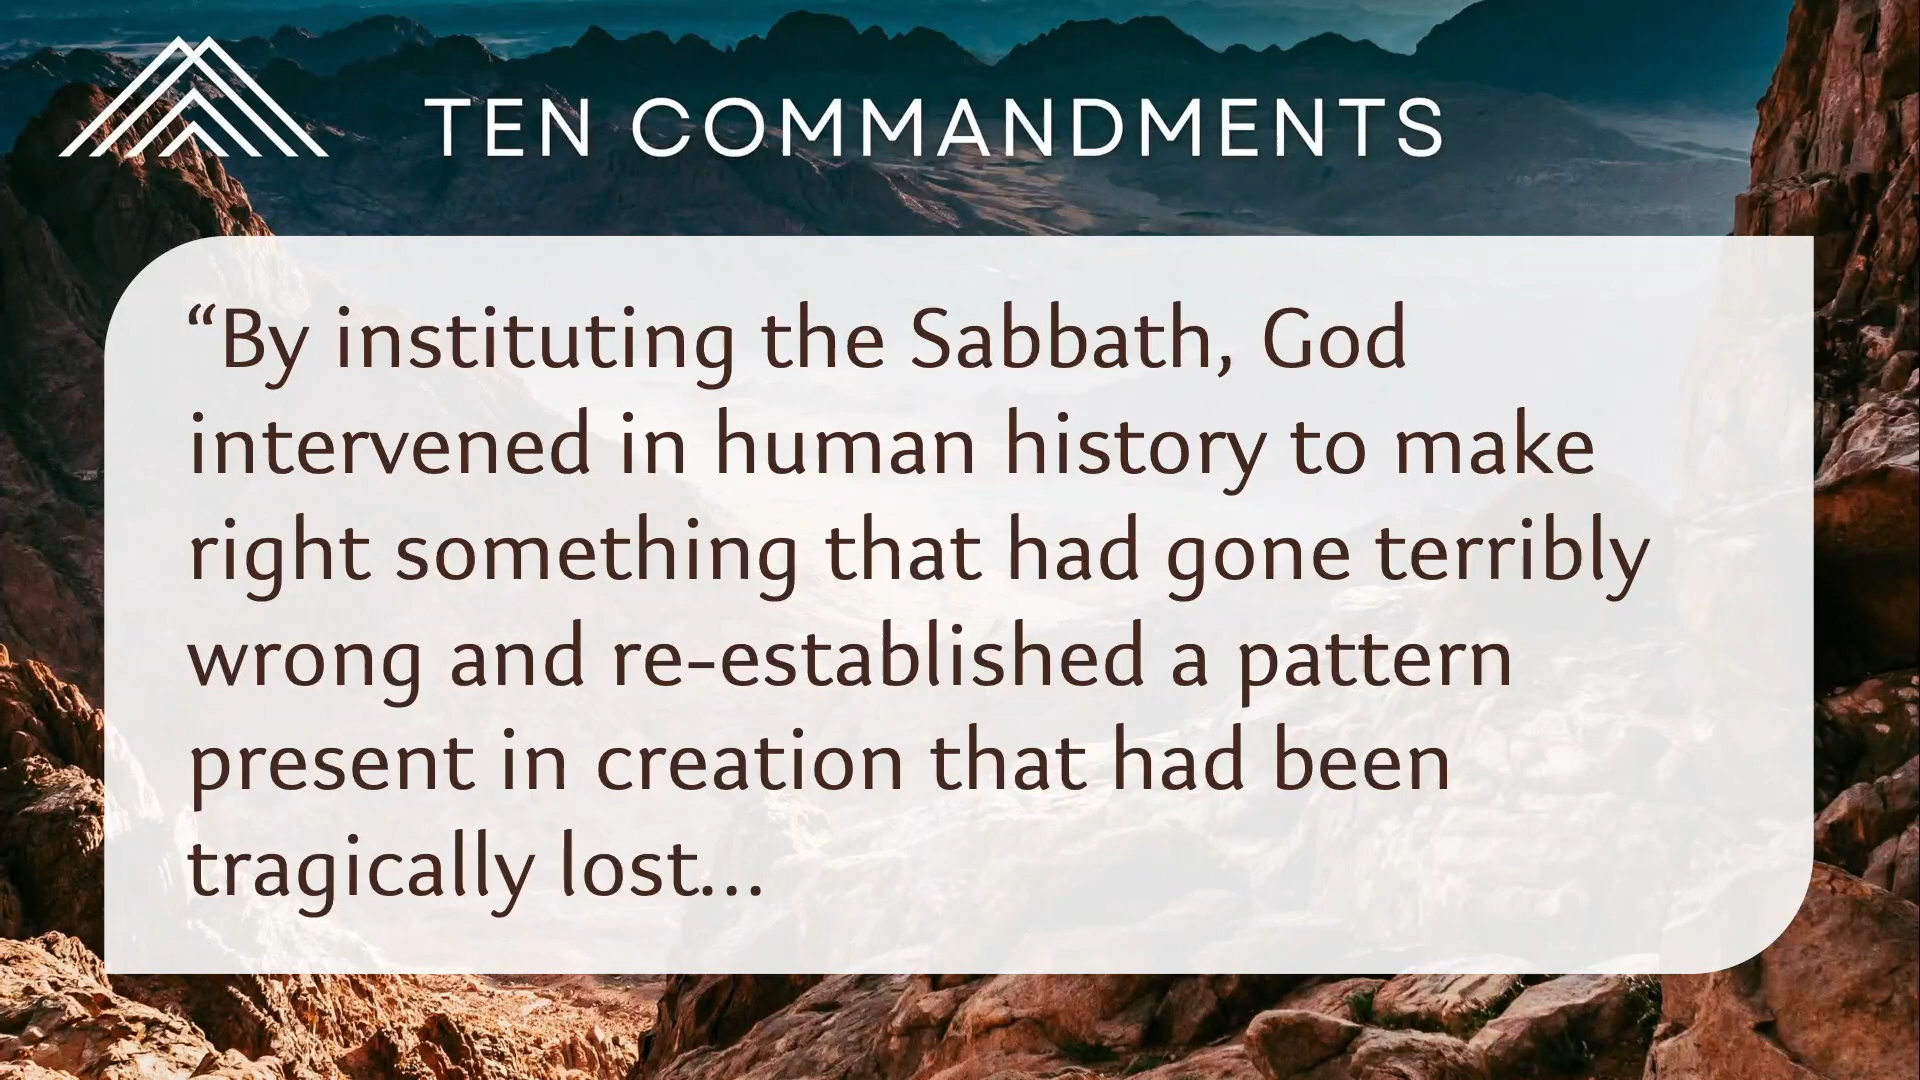 TEN COMMANDMENTS
“By instituting the Sabbath, God
intervened in human history to make
right something that had gone terribly
wrong and re-established a pattern
present in creation that had been
tragically lost...